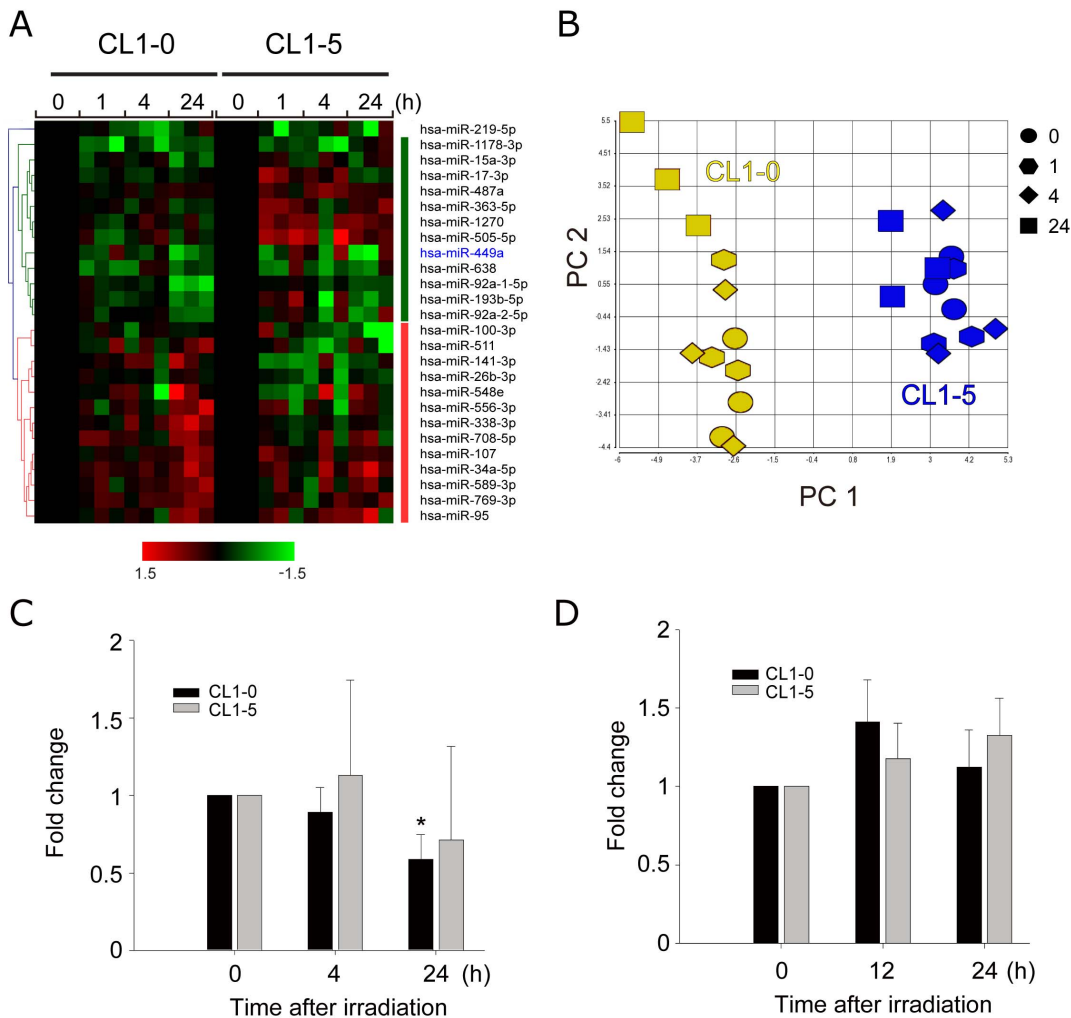 A
CL1-0 CL1-5
0 1 4 24 0 1 4 24 (h)
hsa-miR-219-5p
hsa-miR-1178-3p
hsa-miR-15a-3p
hsa-miR-17-3p
hsa-miR-487a
hsa-miR-363-5p
hsa-miR-1270
hsa-miR-505-5p
hsa-miR-449a
hsa-miR-638
hsa-miR-92a-1-5p
hsa-miR-193b-5p
hsa-miR-92a-2-5p
hsa-miR-100-3p
hsa-miR-511
hsa-miR-141-3p
hsa-miR-26b-3p
hsa-miR-548e
hsa-miR-556-3p
hsa-miR-338-3p
hsa-miR-708-5p
hsa-miR-107
hsa-miR-34a-5p
hsa-miR-589-3p
hsa-miR-769-3p
hsa-miR-95
1.5 -1.5
B
PC 2
5.5
4.51
3.52
2.53
1.54
0.55
-0.44
-1.43
-2.42
-3.41
-4.4
CL1-0
CL1-5
-6 -4.9 -3.7 -2.6 -1.5 -0.4 0.8 1.9 3 4.2 5.3
PC 1
0
1
4
24
C
Fold change
2
1.5
1
0.5
0
CL1-0
CL1-5
*
0 4 24 (h)
Time after irradiation
D
Fold change
2
1.5
1
0.5
0
CL1-0
CL1-5
0 12 24 (h)
Time after irradiation